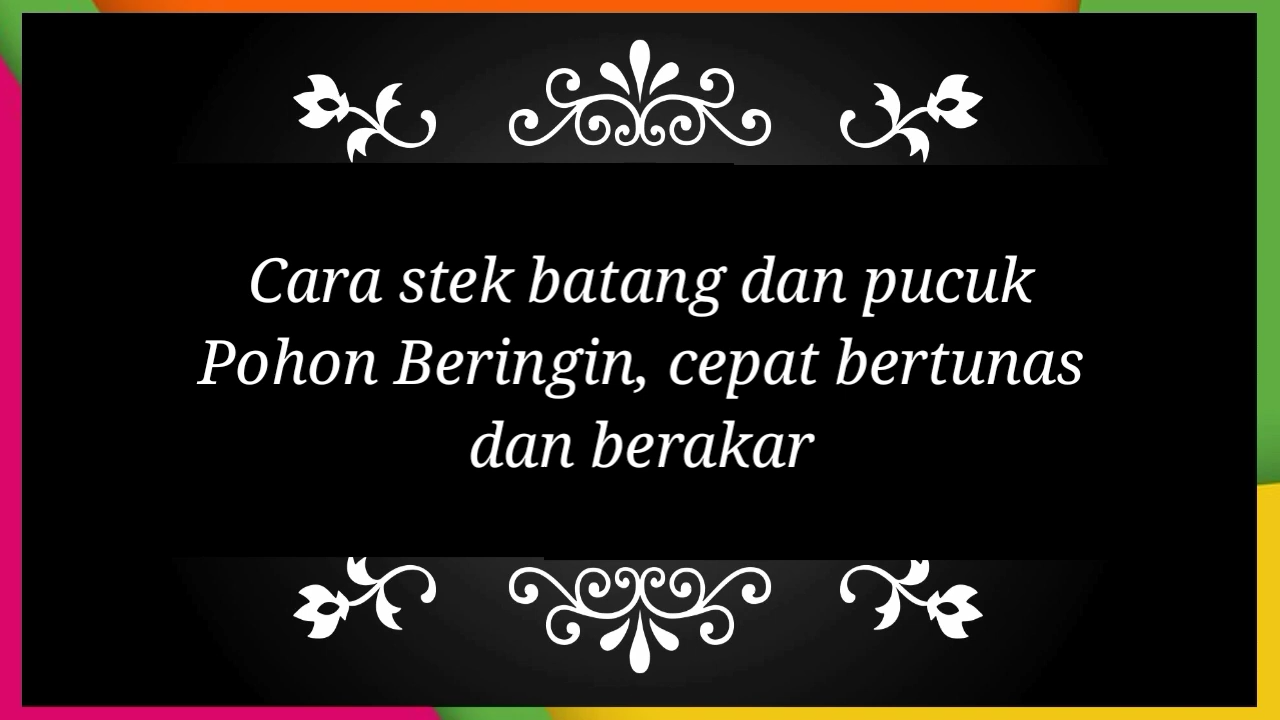 Cara stek batang dan pucuk
Pohon Beringin, cepat bertunas
dan berakar